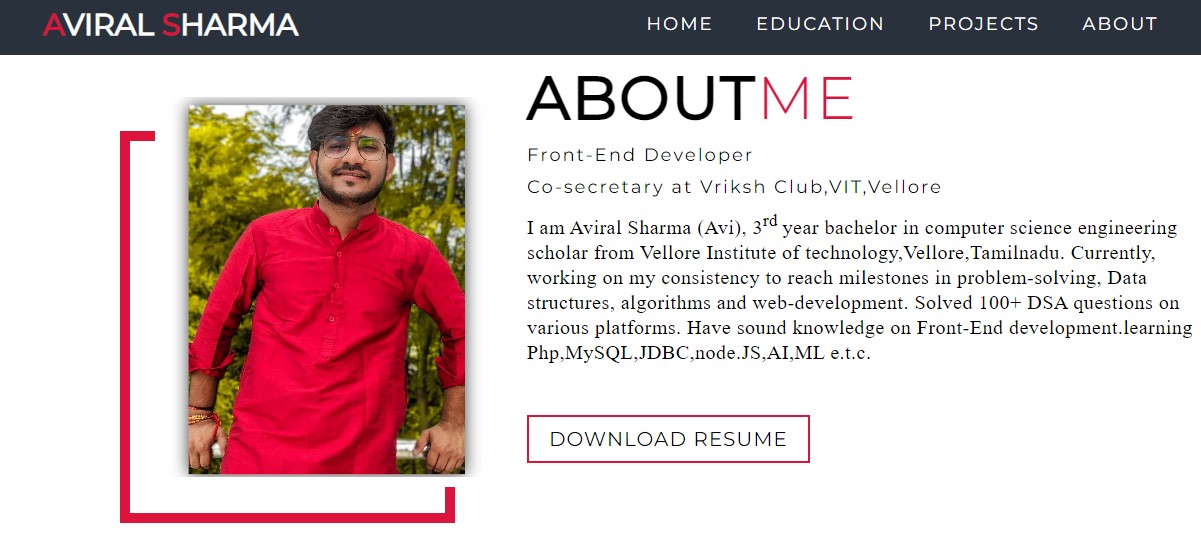 AVIRAL SHARMA
HOME EDUCATION PROJECTS ABOUT
ABOUTME
Front-End Developer
Co-secretary at Vriksh Club,VIT,Vellore
I am Aviral Sharma (Avi), 3rd year bachelor in computer science engineering
scholar from Vellore Institute of technology,Vellore,Tamilnadu. Currently,
working on my consistency to reach milestones in problem-solving, Data
structures, algorithms and web-development. Solved 100+ DSA questions on
various platforms. Have sound knowledge on Front-End development.learning
Php,MySQL,JDBC,node.JS,AI,ML e.t.c.
DOWNLOAD RESUME